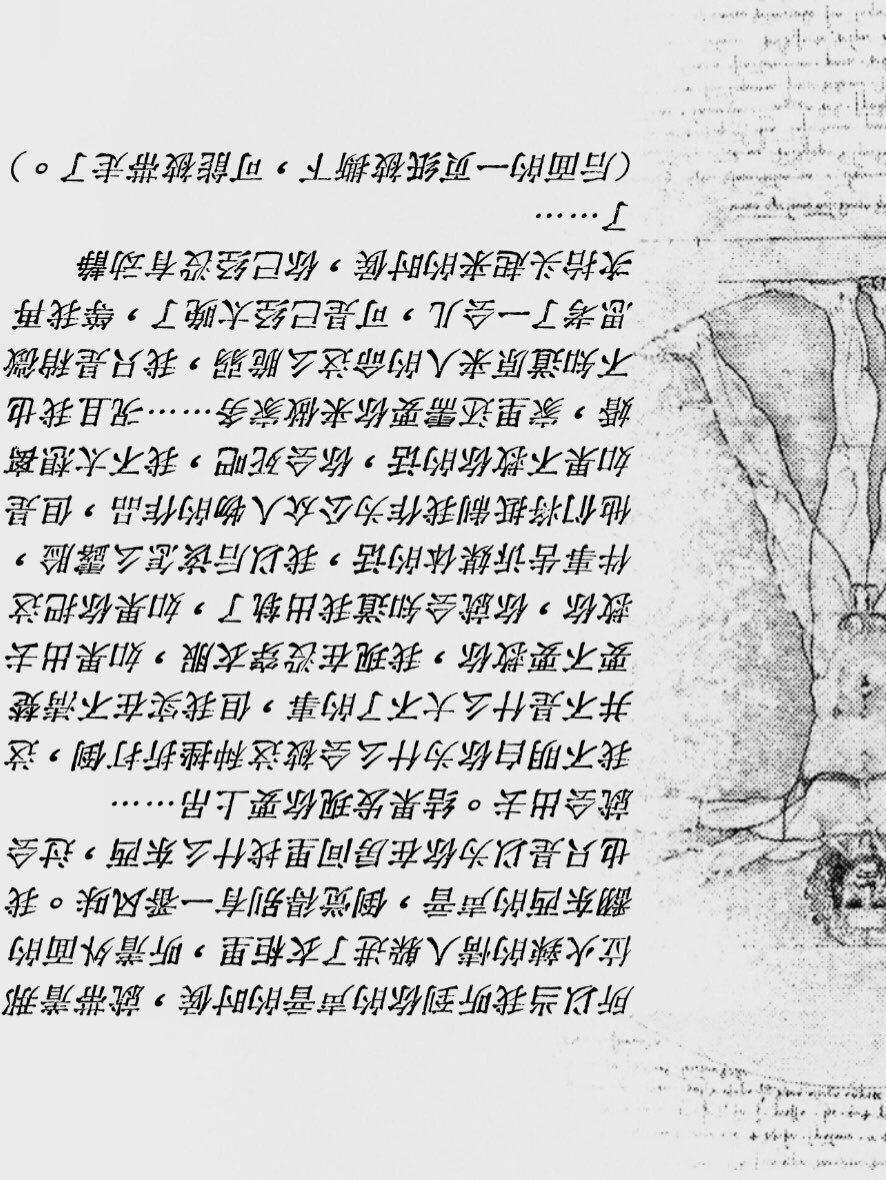 所以当我听到你的声音的时候，就带着那
位火辣的情人躲进了衣柜里，听着外面的
翻东西的声音，倒觉得别有一番风味。我
也只是以为你在房间里找什么东西，过会
就会出去。结果发现你要上吊……
我不明白你为什么会被这种挫折打倒，这
并不是什么大不了的事，但我实在不清楚
要不要救你，我现在没穿衣服，如果出去
救你，你就会知道我出轨了，如果你把这
件事告诉媒体的话，我以后该怎么露脸，
他们将抵制我作为公众人物的作品，但是
如果不救你的话，你会死吧，我不太想离
婚，家里还需要你来做家务……况且我也
不知道原来人的命这么脆弱，我只是稍微
思考了一会儿，可是已经太晚了，等我再
次抬头起来的时候，你已经没有动静
了……
（后面的一页纸被撕下，可能被带走了。）